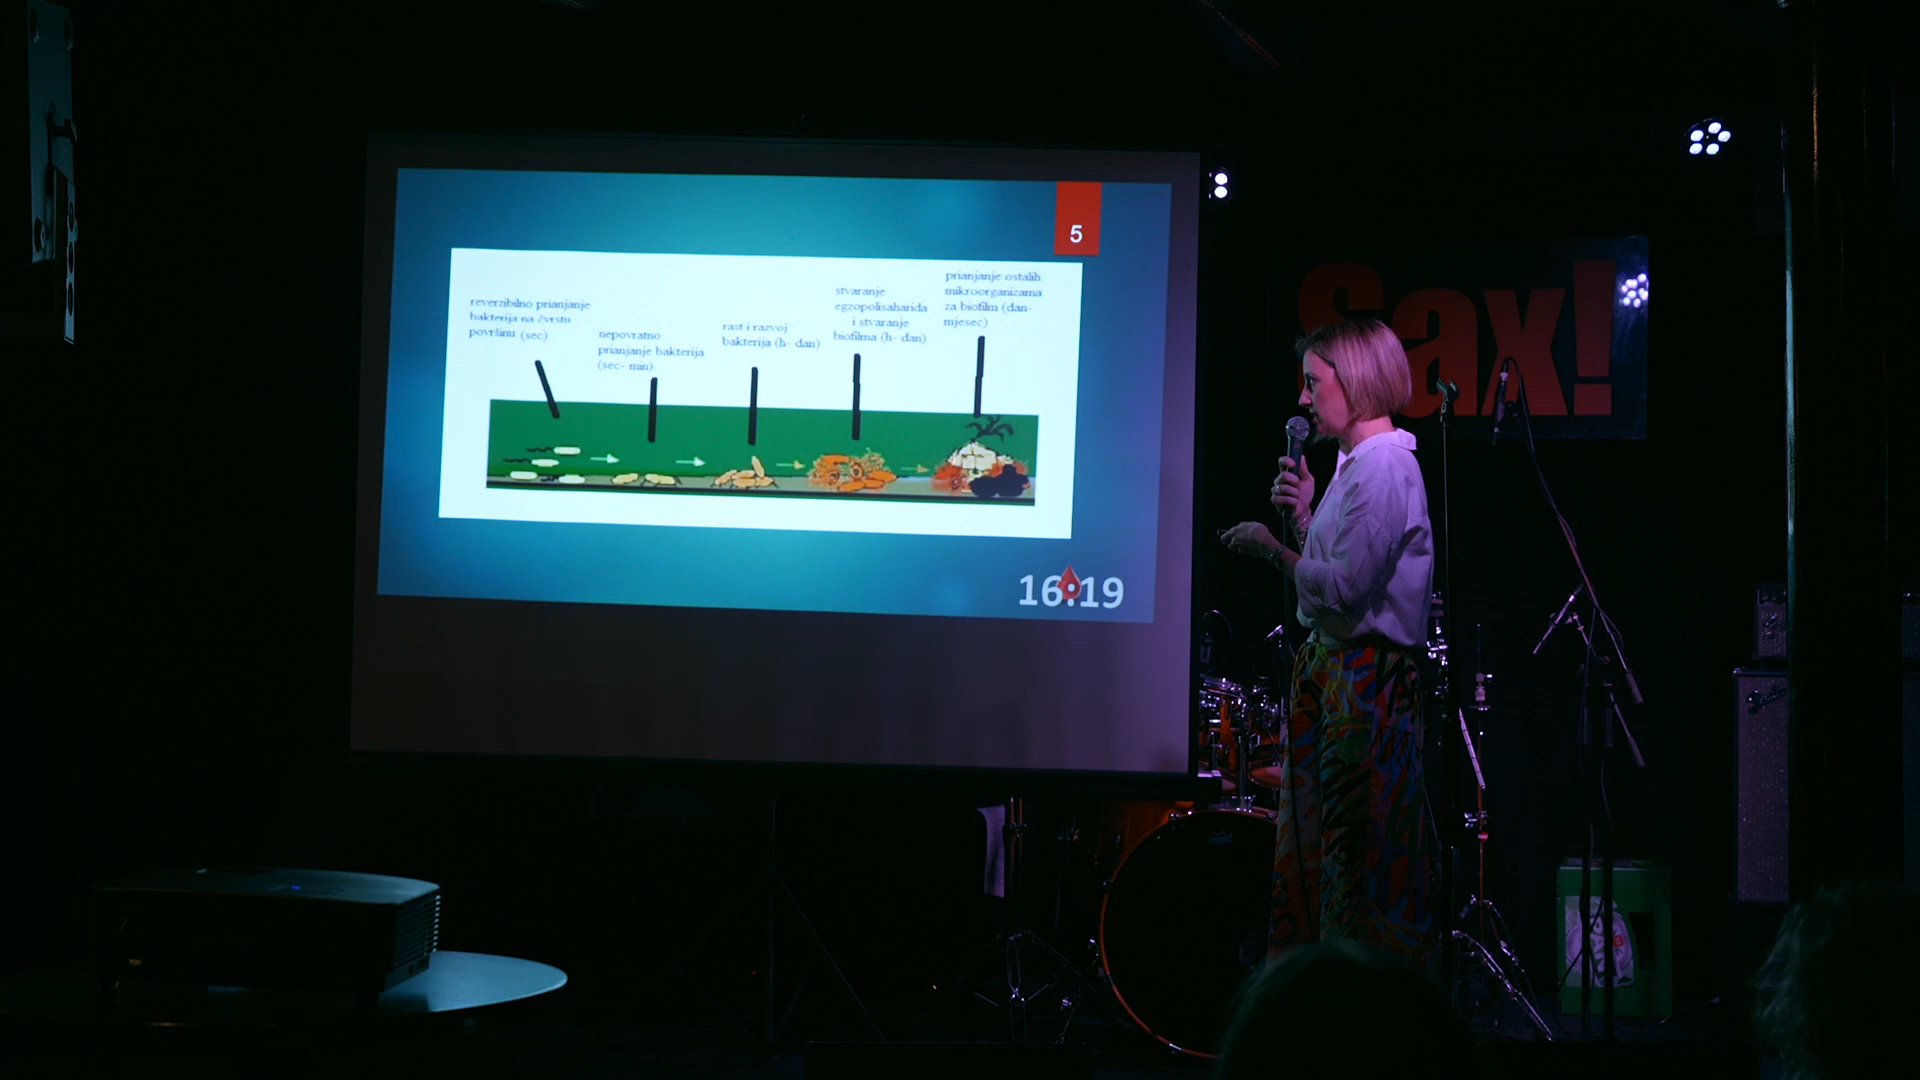 5
reverzibilno prianjanje
bakterija na čvrstu
površinu (sec)
nepovratno
prianjanje bakterija
(sec- min)
rast i razvoj
bakterija (h- dan)
stvaranje
egzopolisaharida
i stvaranje
biofilma (h- dan)
prianjanje ostalih
mikroorganizama
za biofilm (dan-
mjesec)
16:19
Sax!
Fender